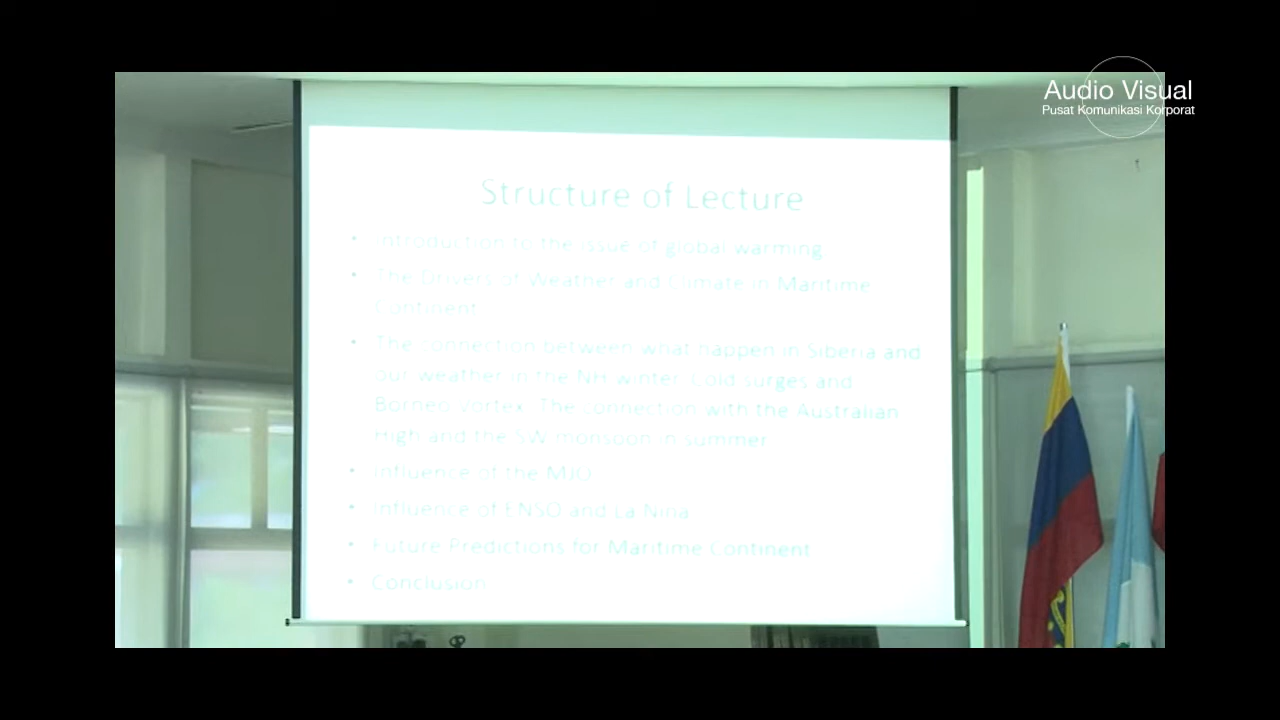 Audio Visual
Pusat Komunikasi Korporat
Structure of Lecture
• Introduction to the issue of global warming
• The Drivers of Weather and Climate in Maritime
Continent
• The connection between what happen in Siberia and
our weather in the NH winter. Cold surges and
Borneo Vortex. The connection with the Australian
High and the SW monsoon in summer
• Influence of the MJO
• Influence of ENSO and La Nina
• Future Predictions for Maritime Continent
• Conclusion